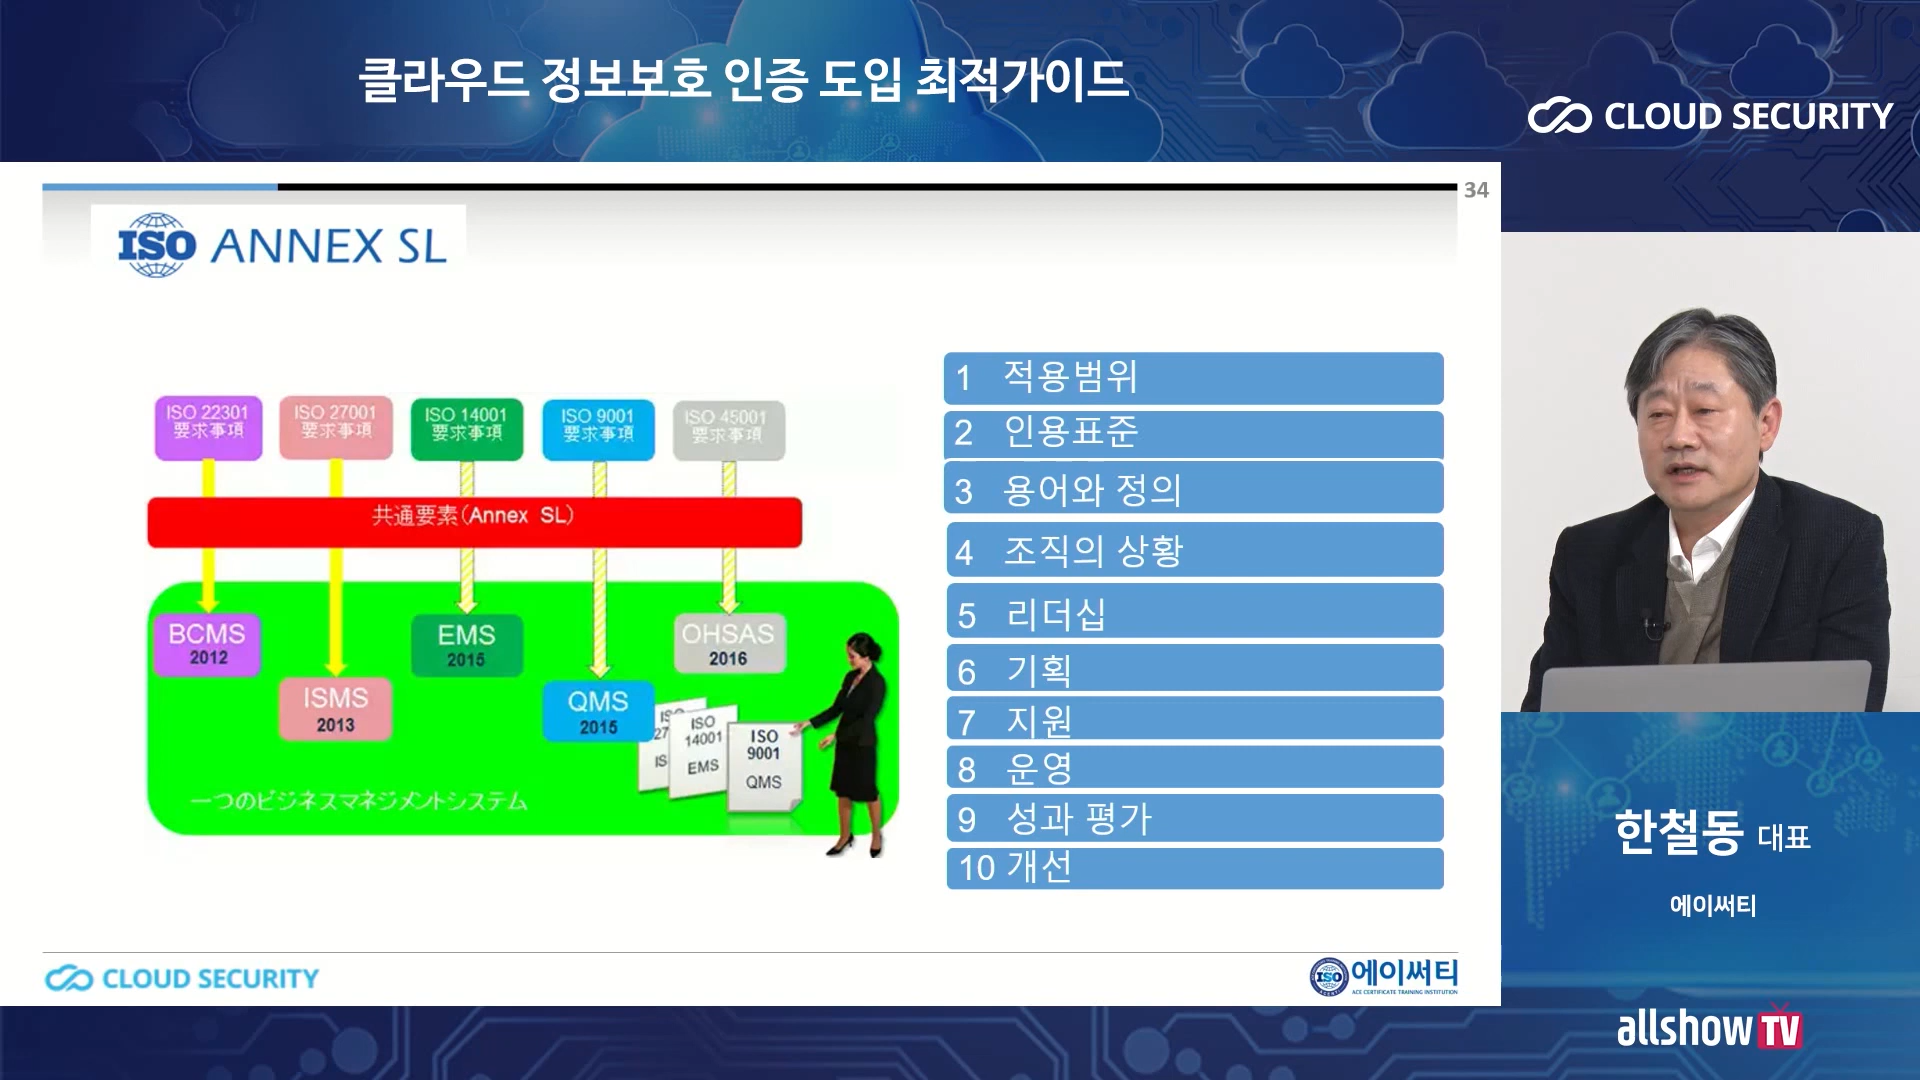 클라우드 정보보호 인증 도입 최적가이드
CLOUD SECURITY
34
ISO ANNEX SL
ISO 22301
要求事項
ISO 27001
要求事項
ISO 14001
要求事項
ISO 9001
要求事項
ISO 45001
要求事項
共通要素(Annex SL)
BCMS
2012
ISMS
2013
EMS
2015
QMS
2015
OHSAS
2016
ISO
14001
EMS
ISO
9001
QMS
一つのビジネスマネジメントシステム
1 적용범위
2 인용표준
3 용어와 정의
4 조직의 상황
5 리더십
6 기획
7 지원
8 운영
9 성과 평가
10 개선
CLOUD SECURITY
ISO 에이써티
ACE CERTIFICATE TRAINING INSTITUTION
한철동 대표
에이써티
allshow TV